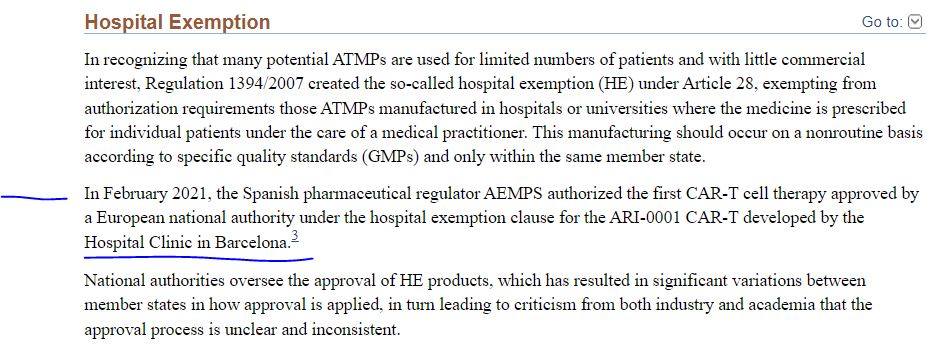 Hospital Exemption
Go to:
In recognizing that many potential ATMPs are used for limited numbers of patients and with little commercial
interest, Regulation 1394/2007 created the so-called hospital exemption (HE) under Article 28, exempting from
authorization requirements those ATMPs manufactured in hospitals or universities where the medicine is prescribed
for individual patients under the care of a medical practitioner. This manufacturing should occur on a nonroutine basis
according to specific quality standards (GMPs) and only within the same member state.
In February 2021, the Spanish pharmaceutical regulator AEMPS authorized the first CAR-T cell therapy approved by
a European national authority under the hospital exemption clause for the ARI-0001 CAR-T developed by the
Hospital Clinic in Barcelona.3
National authorities oversee the approval of HE products, which has resulted in significant variations between
member states in how approval is applied, in turn leading to criticism from both industry and academia that the
approval process is unclear and inconsistent.